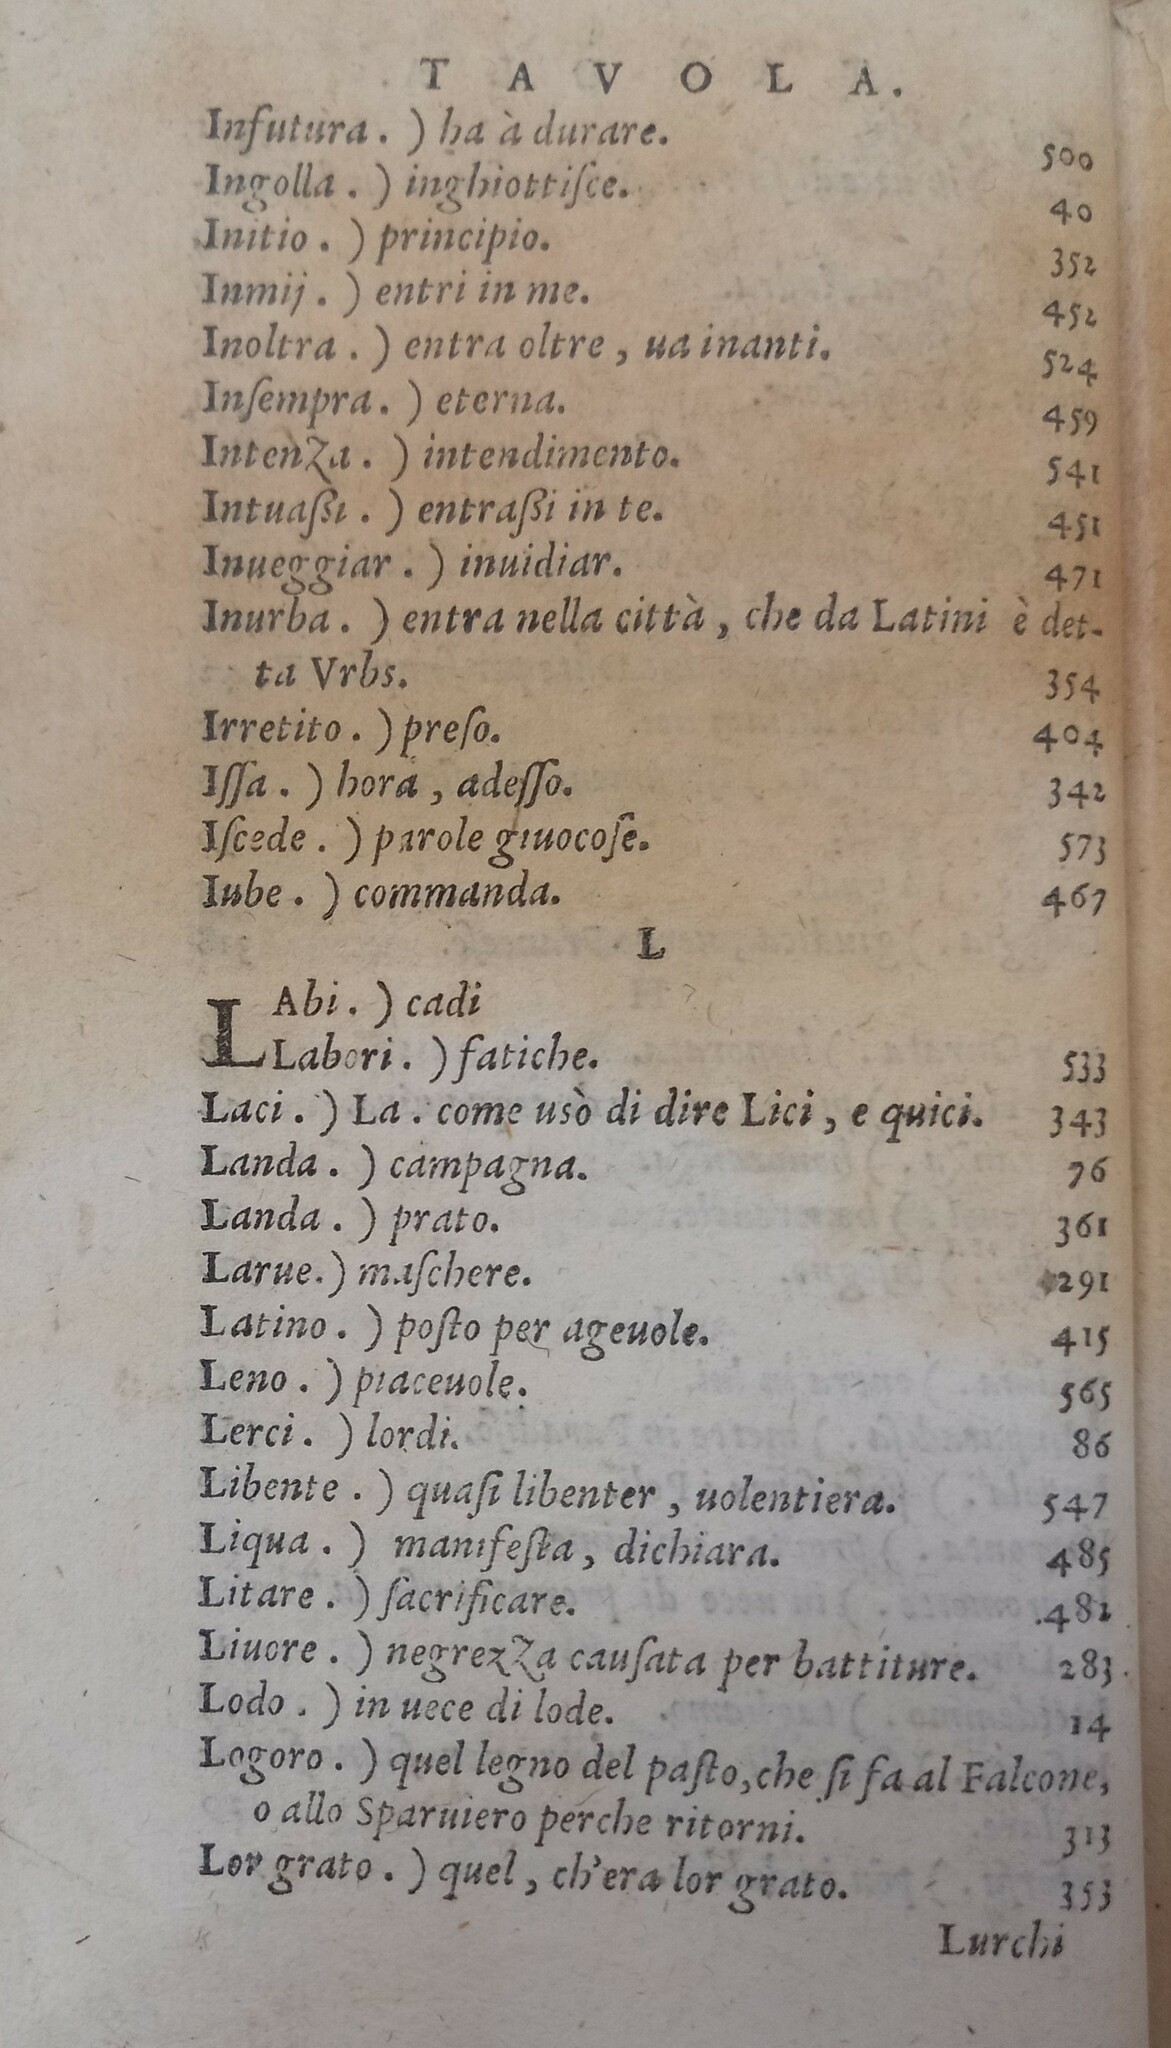 TAVOLA.
Infutura. ) ha à durare. 500
Ingolla. ) inghiottiſce. 40
Initio. ) principio. 352
Inmij. ) entri in me. 452
Inoltra. ) entra oltre, ua inanti. 524
Inſempra. ) eterna. 459
Intenza. ) intendimento. 541
Intuaßi. ) entraßi in te. 451
Inueggiar. ) inuidiar. 471
Inurba. ) entra nella città, che da Latini è det-
ta Vrbs. 354
Irretito. ) preſo. 404
Iſſa. ) hora, adeſſo. 342
Iſcede. ) parole giuocoſe. 573
Iube. ) commanda. 467
L
LAbi. ) cadi
Labori. ) fatiche. 533
Laci. ) La. come usò di dire Lici, e quici. 343
Landa. ) campagna. 76
Landa. ) prato. 361
Larue.) maſchere. 291
Latino. ) poſto per ageuole. 415
Leno. ) piaceuole. 565
Lerci. ) lordi. 86
Libente. ) quaſi libenter, uolentiera. 547
Liqua. ) manifeſta, dichiara. 485
Litare. ) ſacrificare. 482
Liuore. ) negrezza cauſata per battiture. 283
Lodo. ) in uece di lode. 14
Logoro. ) quel legno del paſto, che ſi fa al Falcone,
o allo Sparuiero perche ritorni. 313
Lor grato. ) quel, ch'era lor grato. 353
Lurchi